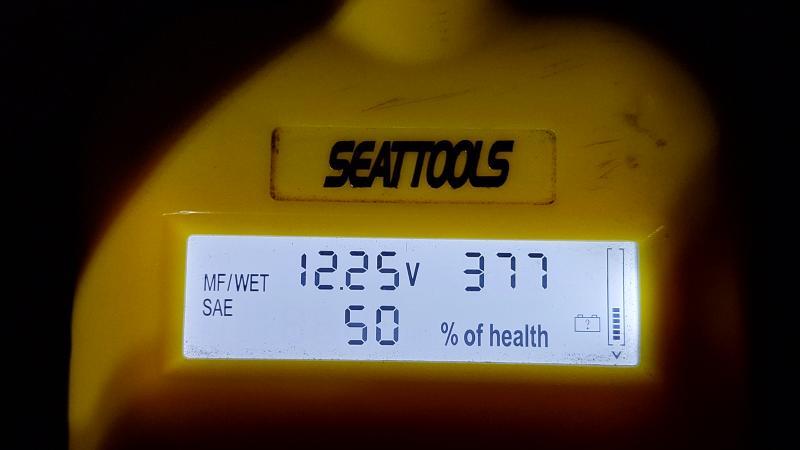 SEATTOOLS
MF/WET 12.25V 377
SAE
50 % of health
?